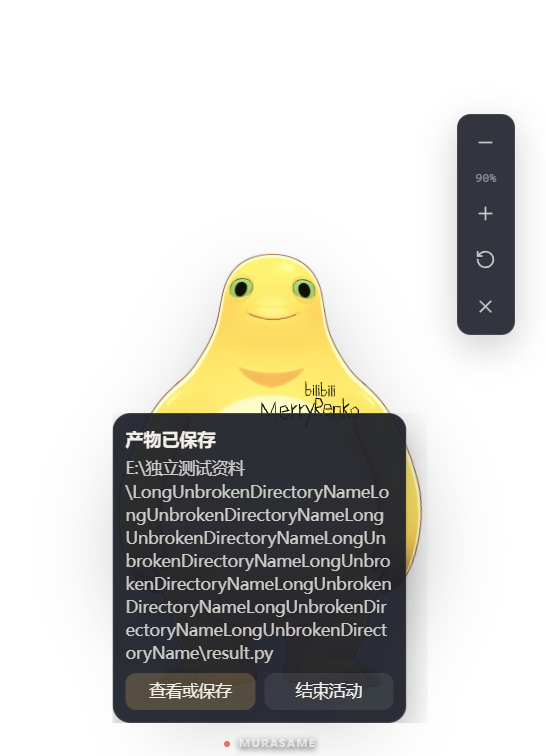 90%
bilibili
MerryRenko
产物已保存
E:\独立测试资料
\LongUnbrokenDirectoryNameLo
ngUnbrokenDirectoryNameLong
UnbrokenDirectoryNameLongUn
brokenDirectoryNameLongUnbro
kenDirectoryNameLongUnbroken
DirectoryNameLongUnbrokenDir
ectoryNameLongUnbrokenDirect
oryName\result.py
查看或保存 结束活动
MURASAME